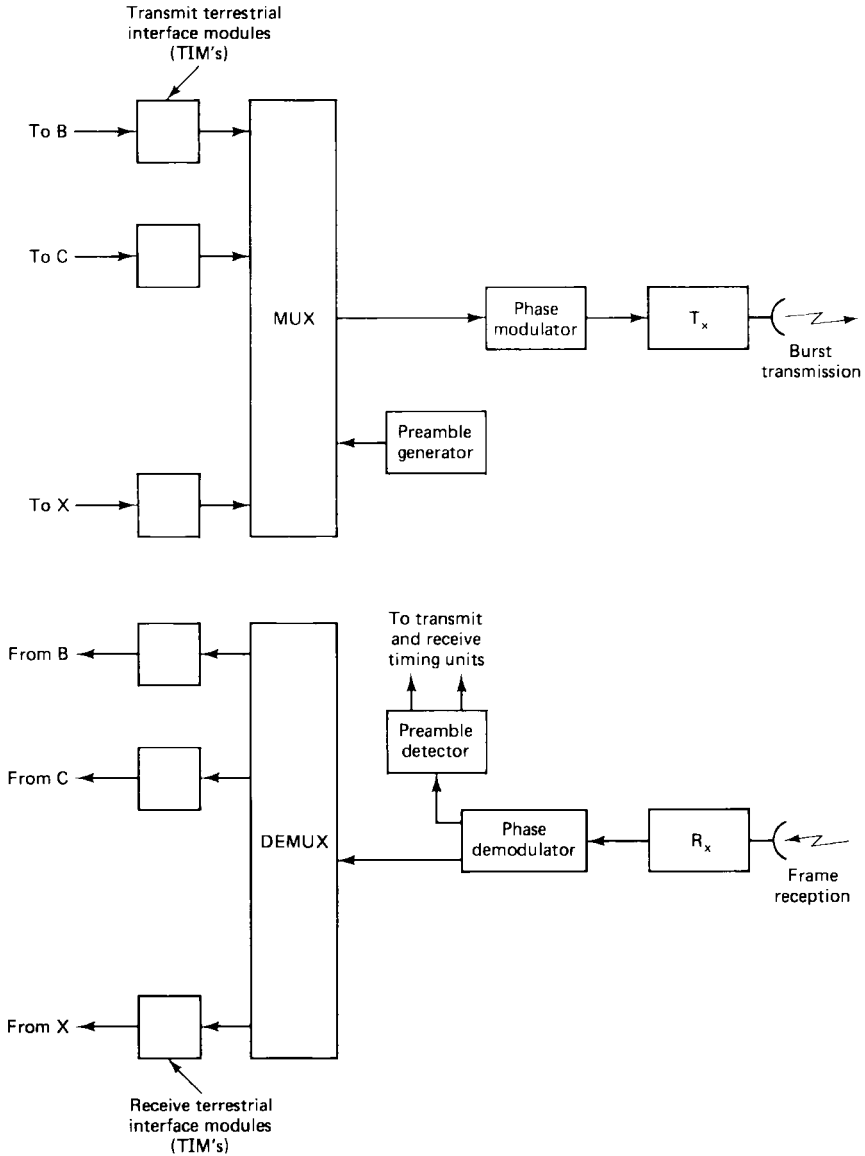 Transmit terrestrial
interface modules
(TIM's)
To B
To C
MUX
Phase
modulator
Tx
Burst
transmission
Preamble
generator
To X
To transmit
and receive
timing units
From B
Preamble
detector
From C
DEMUX
Phase
demodulator
Rx
Frame
reception
From X
Receive terrestrial
interface modules
(TIM's)